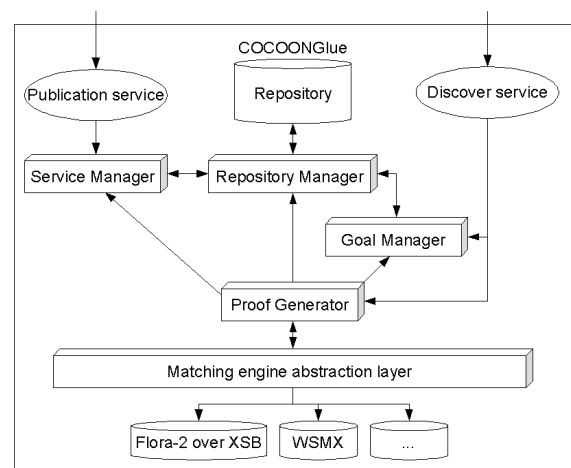 COCOONGlue
Publication service
Repository
Discover service
Service Manager
Repository Manager
Goal Manager
Proof Generator
Matching engine abstraction layer
Flora-2 over XSB
WSMX
...